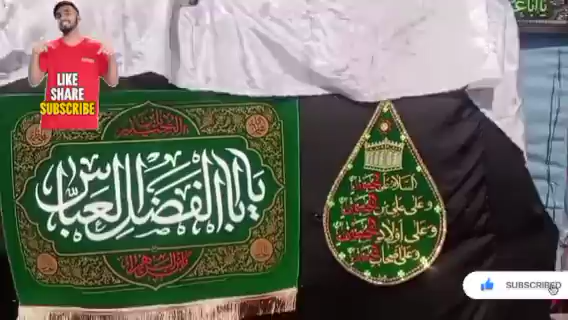 LIKE
SHARE
SUBSCRIBE
يا أبا الفضل العباس
السلام على الحسين
وعلى علي بن الحسين
وعلى أولاد الحسين
وعلى أصحاب الحسين
SUBSCRIBED